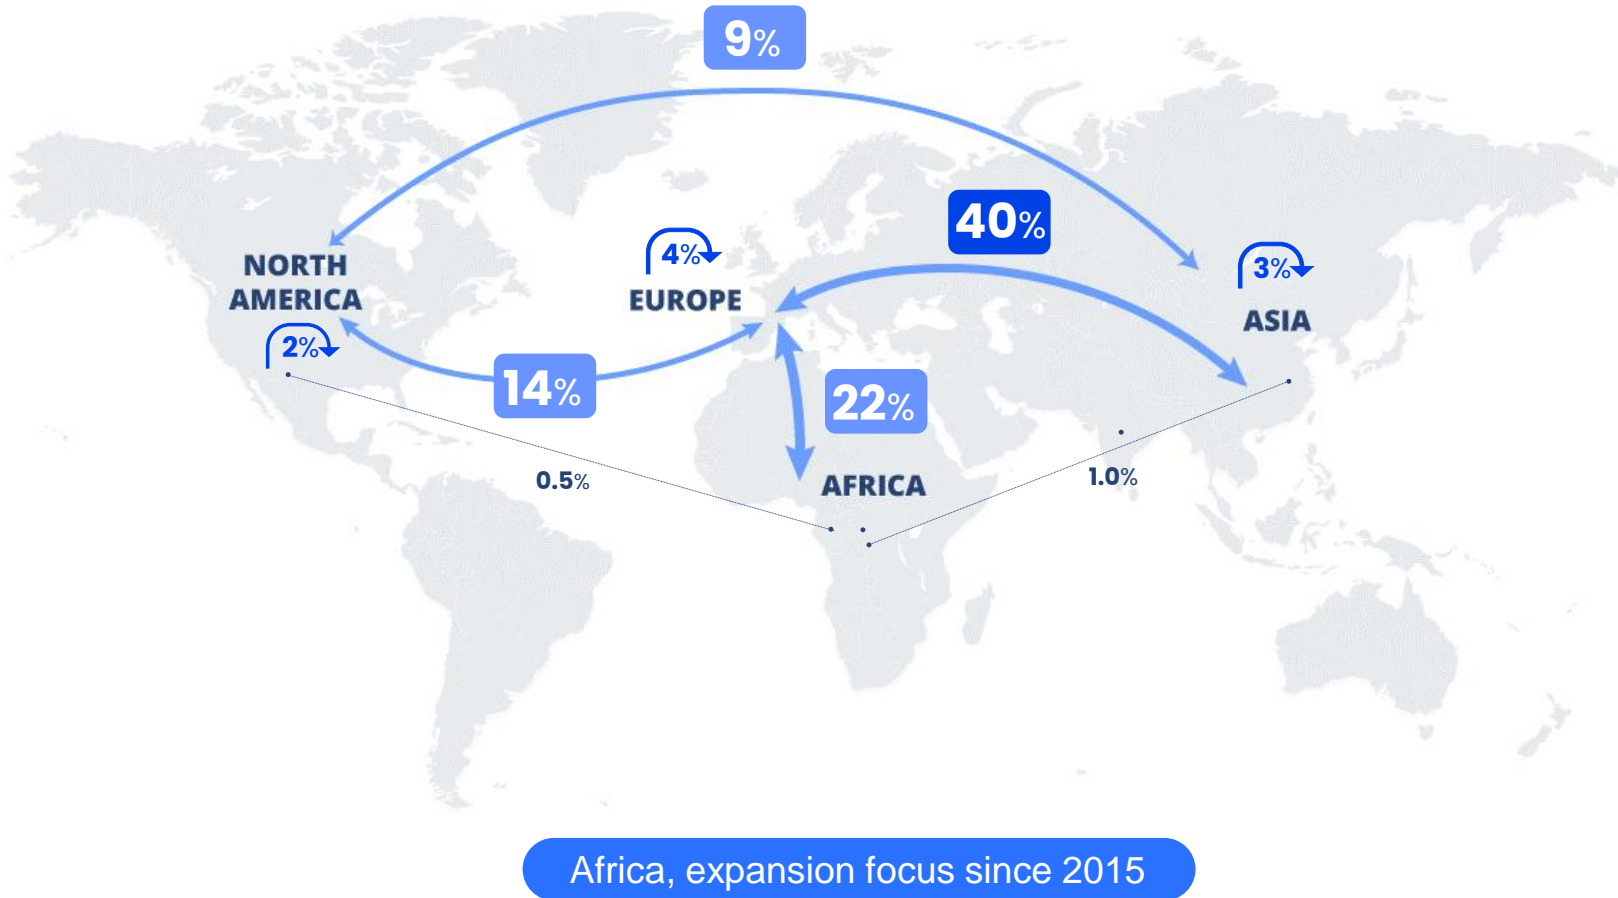 9%
40%
4%
3%
NORTH
AMERICA
EUROPE
ASIA
2%
14%
22%
0.5%
AFRICA
1.0%
Africa, expansion focus since 2015